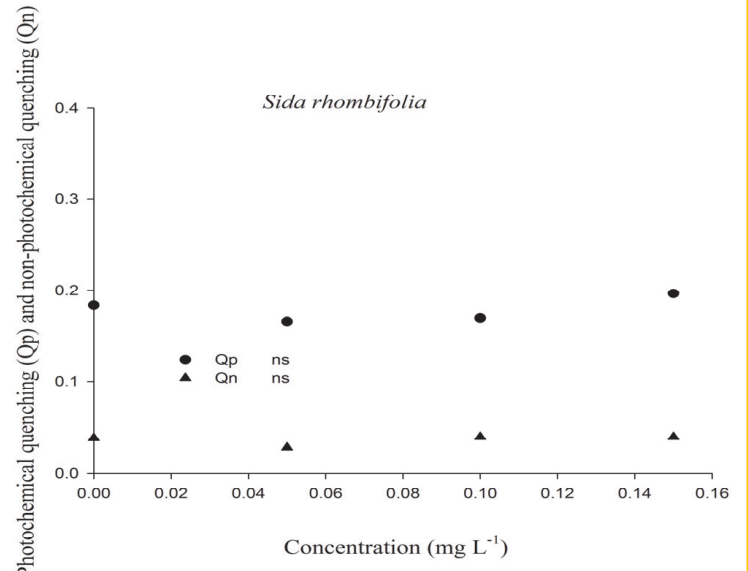 Photochemical quenching (Qp) and non-photochemical quenching (Qn)
Sida rhombifolia
0.4
0.3
0.2
0.1
0.0
Qp ns
Qn ns
0.00 0.02 0.04 0.06 0.08 0.10 0.12 0.14 0.16
Concentration (mg L⁻¹)